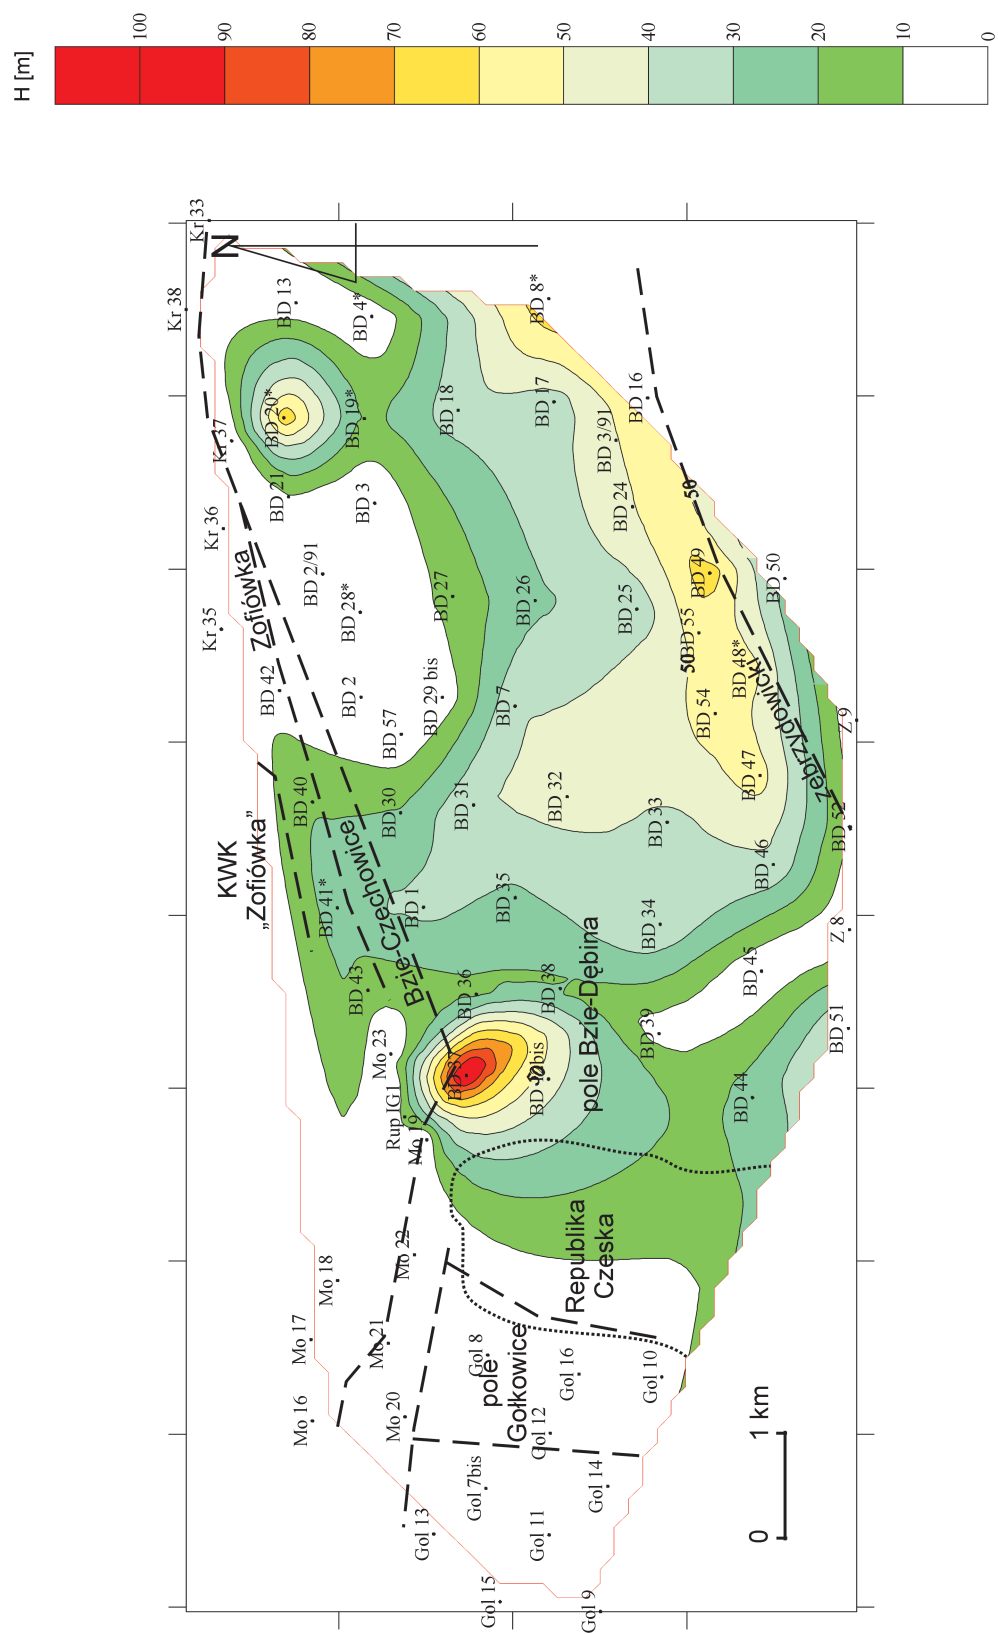 H [m]
100
90
80
70
60
50
40
30
20
10
0
N
Kr 33
Kr 38
Kr 37
Kr 36
Kr 35
BD 13
BD 4*
BD 20*
BD 19*
BD 8*
BD 18
BD 17
BD 16
BD 21
BD 3
BD 3/91
BD 24
50
Zofiówka
BD 2/91
BD 28*
BD 27
BD 26
BD 25
BD 49
BD 50
BD 55
50
BD 42
BD 2
BD 29 bis
BD 57
BD 7
BD 54
BD 48*
Zebrzydowicki
Z 9
BD 40
BD 30
BD 31
BD 32
BD 33
BD 47
BD 52
KWK
„Zofiówka”
Bzie-Czechowice
BD 41*
BD 1
BD 35
BD 34
BD 46
Z 8
BD 43
BD 36
BD 38
pole Bzie-Dębina
BD 39
BD 45
BD 51
Mo 23
BD 37
BD 44
Rup IG1
Mo 19
Mo 22
Republika
Czeska
Mo 18
Mo 17
Mo 21
Mo 16
Mo 20
Gol 8
pole
Gołkowice
Gol 16
Gol 10
Gol 12
Gol 7bis
Gol 14
Gol 13
Gol 11
Gol 15
Gol 9
0
1 km